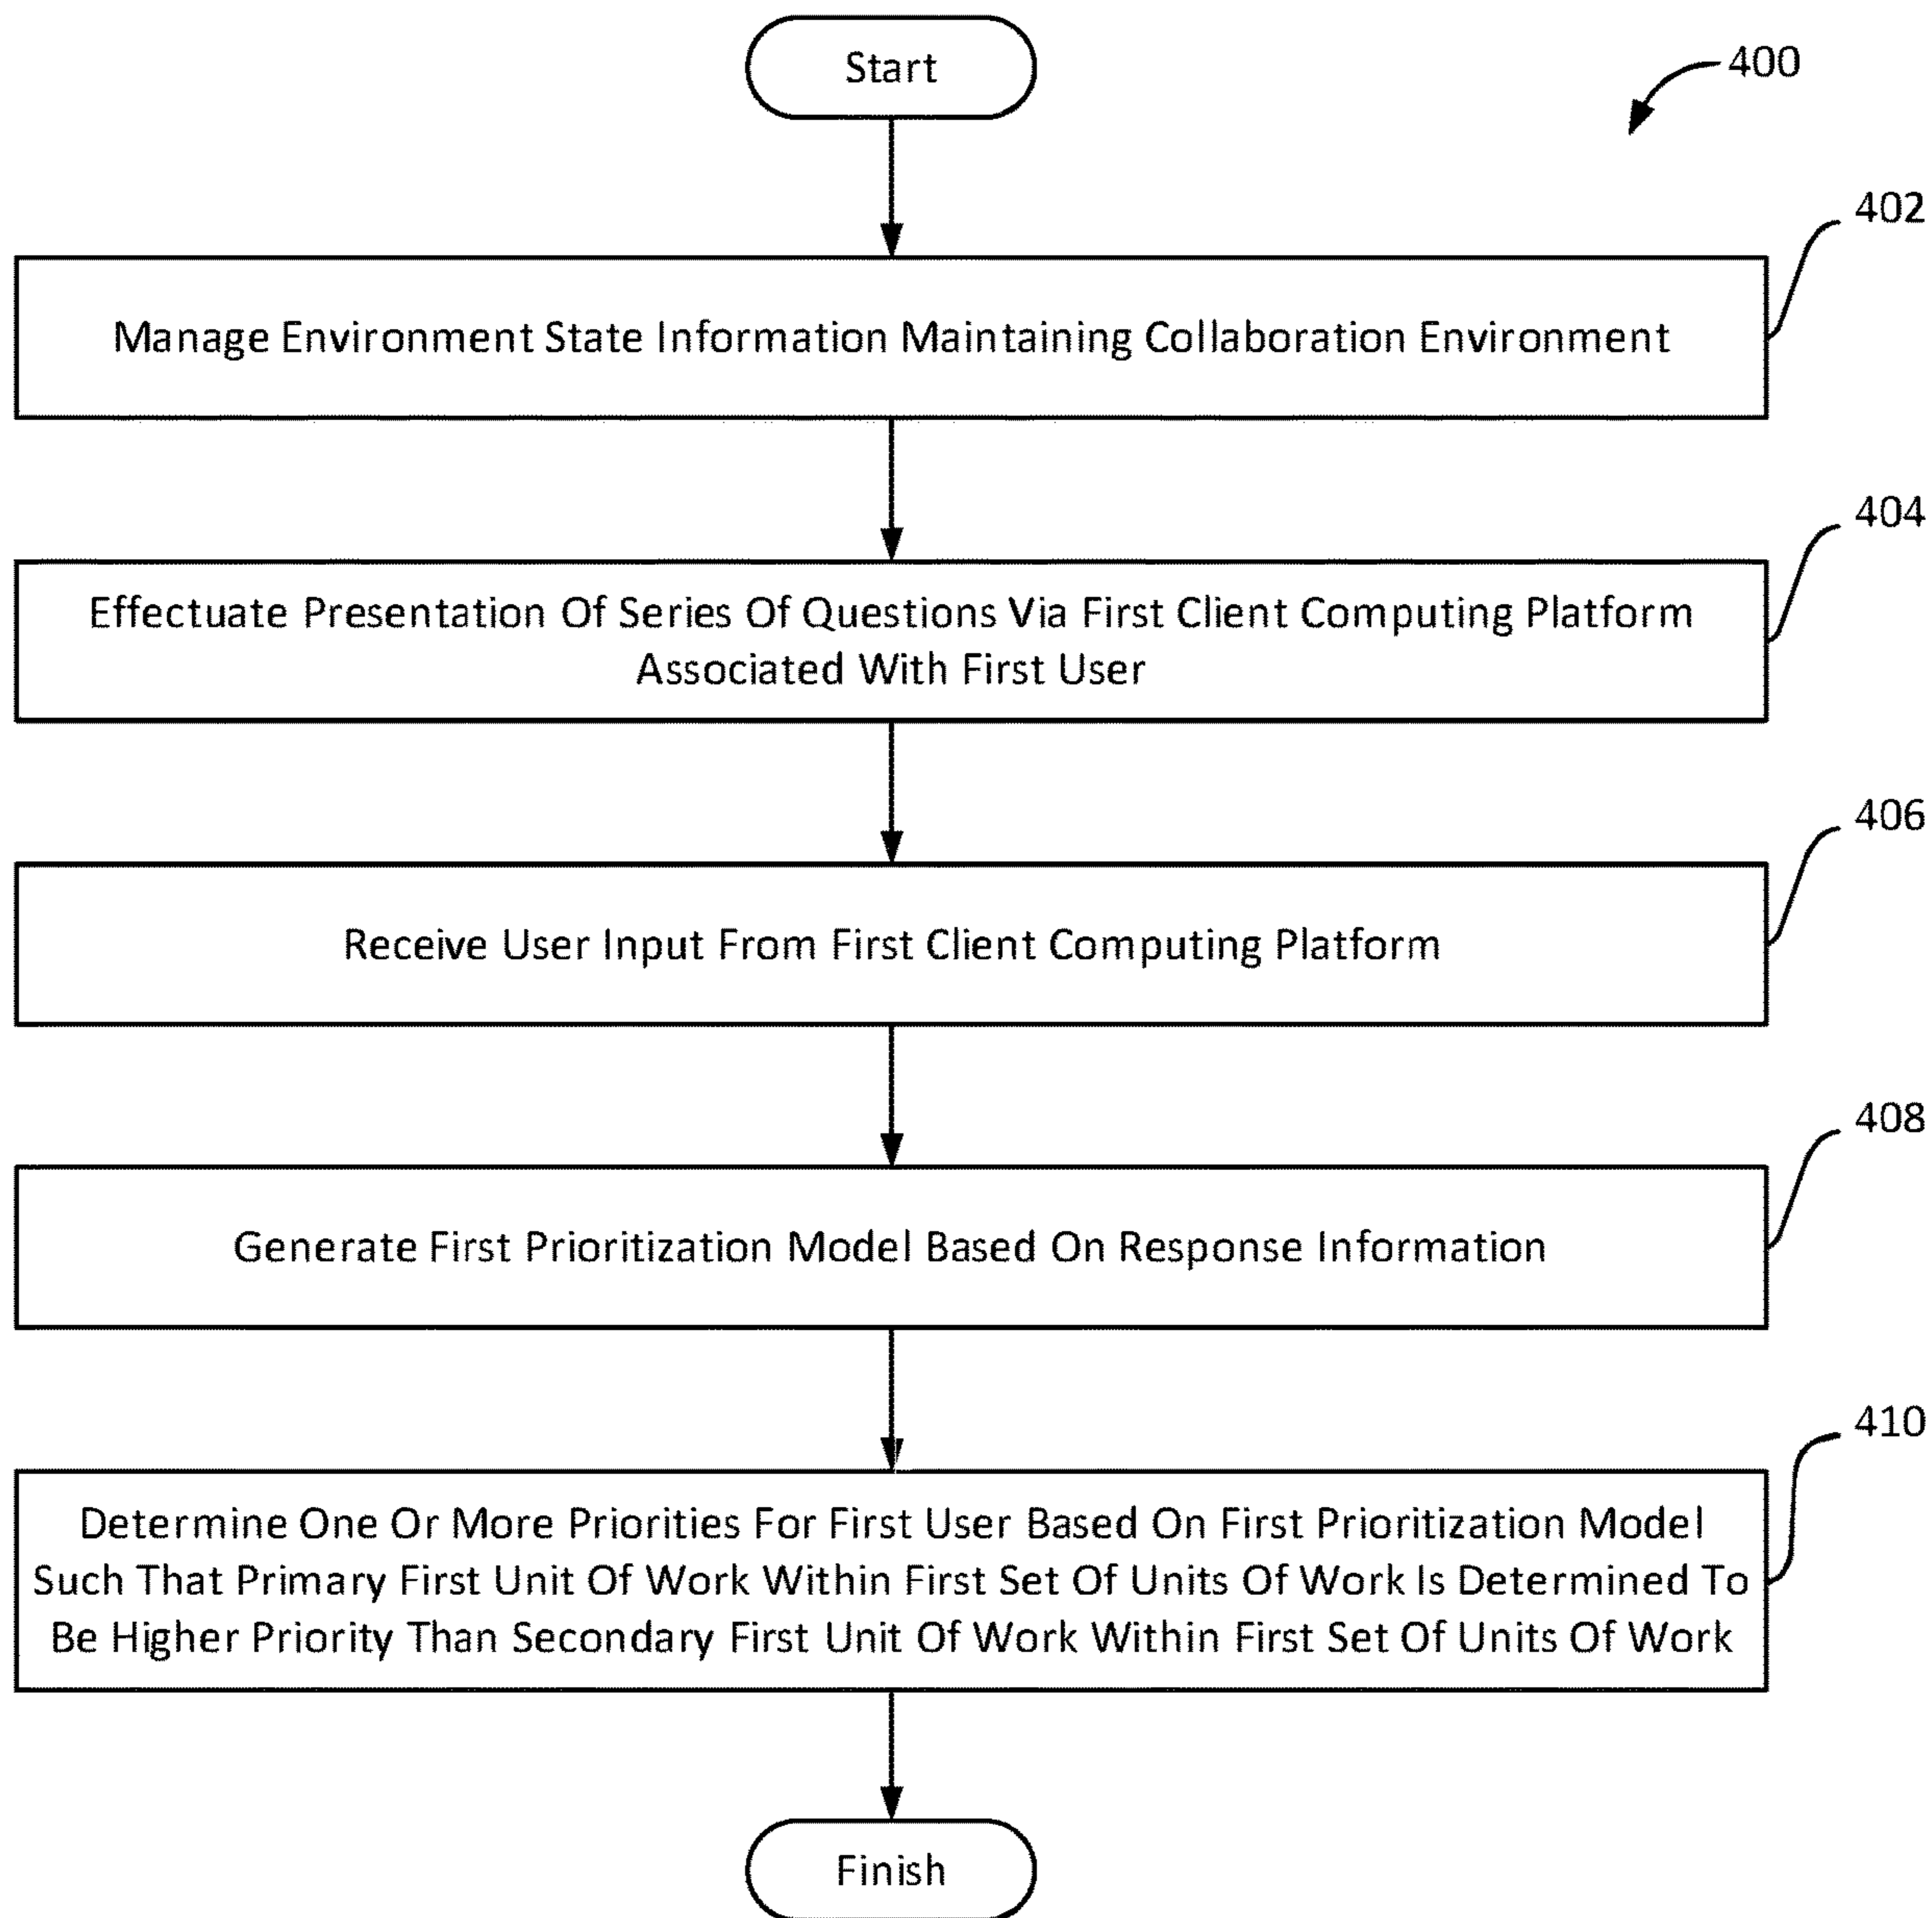 Start
400
402
Manage Environment State Information Maintaining Collaboration Environment
404
Effectuate Presentation Of Series Of Questions Via First Client Computing Platform
Associated With First User
406
Receive User Input From First Client Computing Platform
408
Generate First Prioritization Model Based On Response Information
410
Determine One Or More Priorities For First User Based On First Prioritization Model
Such That Primary First Unit Of Work Within First Set Of Units Of Work Is Determined To
Be Higher Priority Than Secondary First Unit Of Work Within First Set Of Units Of Work
Finish